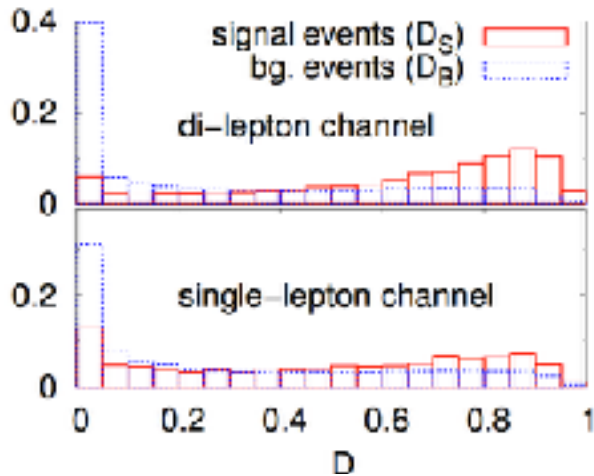 0.4
signal events (D_S)
bg. events (D_B)
0.2
di-lepton channel
0
0.2
single-lepton channel
0
0 0.2 0.4 0.6 0.8 1
D